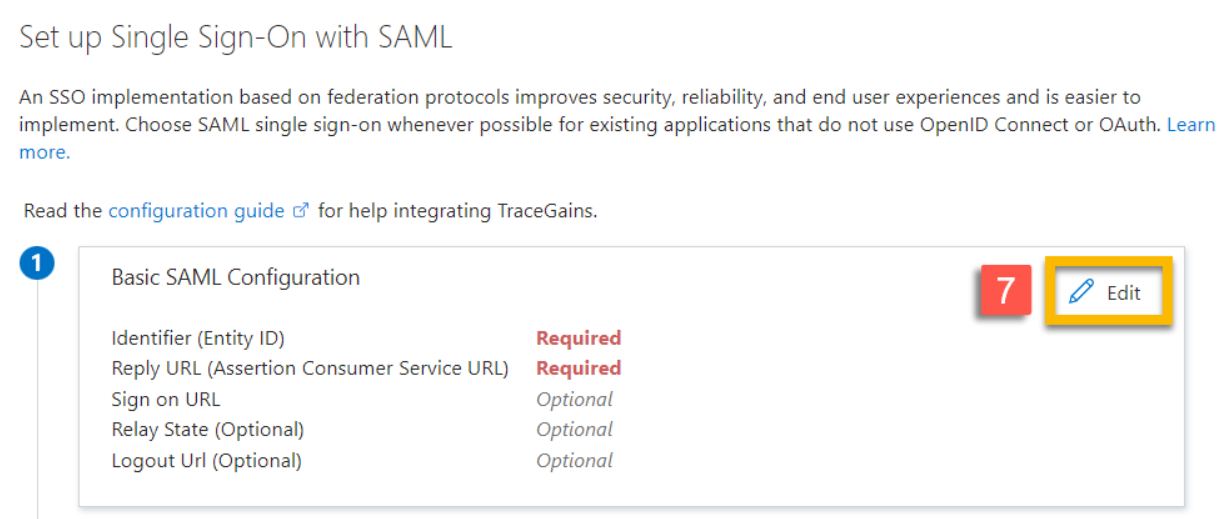 Set up Single Sign-On with SAML
An SSO implementation based on federation protocols improves security, reliability, and end user experiences and is easier to
implement. Choose SAML single sign-on whenever possible for existing applications that do not use OpenID Connect or OAuth. Learn
more.
Read the configuration guide for help integrating TraceGains.
1
Basic SAML Configuration
7 Edit
Identifier (Entity ID) Required
Reply URL (Assertion Consumer Service URL) Required
Sign on URL Optional
Relay State (Optional) Optional
Logout Url (Optional) Optional